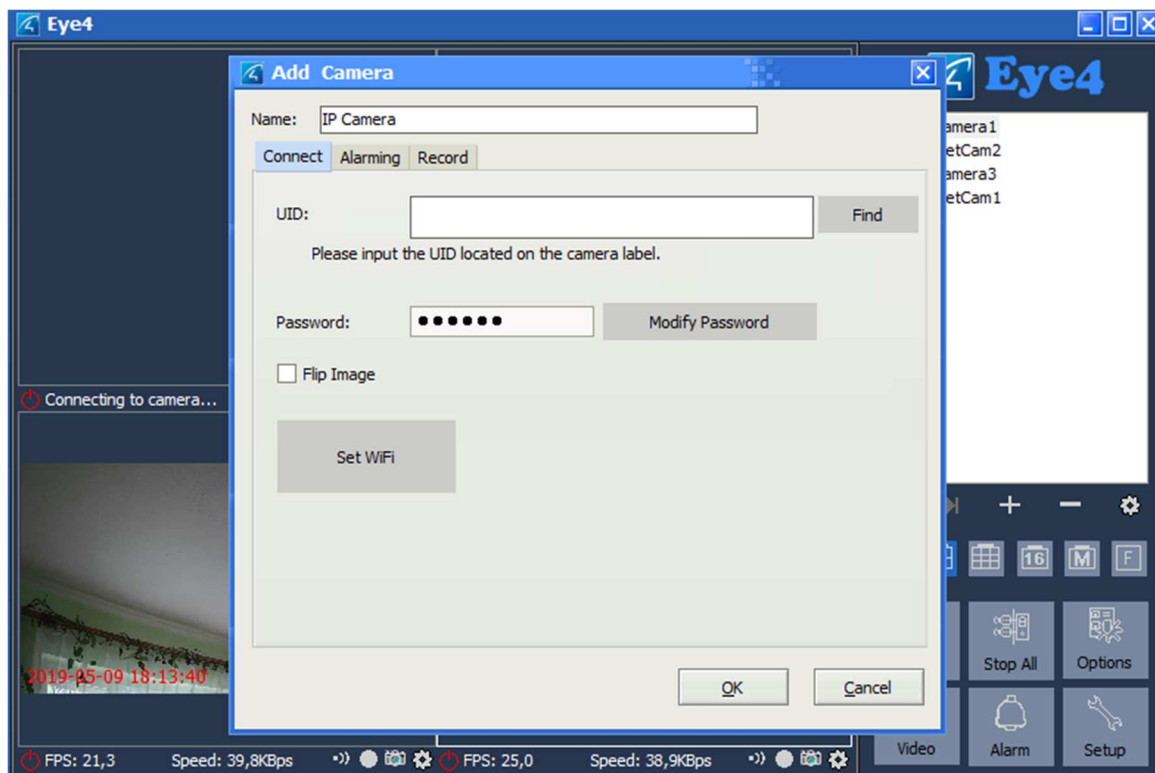 Eye4
Add Camera
Eye4
Name: IP Camera
Connect Alarming Record
UID: Find
Please input the UID located on the camera label.
Password: Modify Password
Flip Image
Set WiFi
OK Cancel
amera1
etCam2
amera3
etCam1
16 M F
Stop All Options
Video Alarm Setup
Connecting to camera...
2019-05-09 18:13:40
FPS: 21,3 Speed: 39,8KBps FPS: 25,0 Speed: 38,9KBps